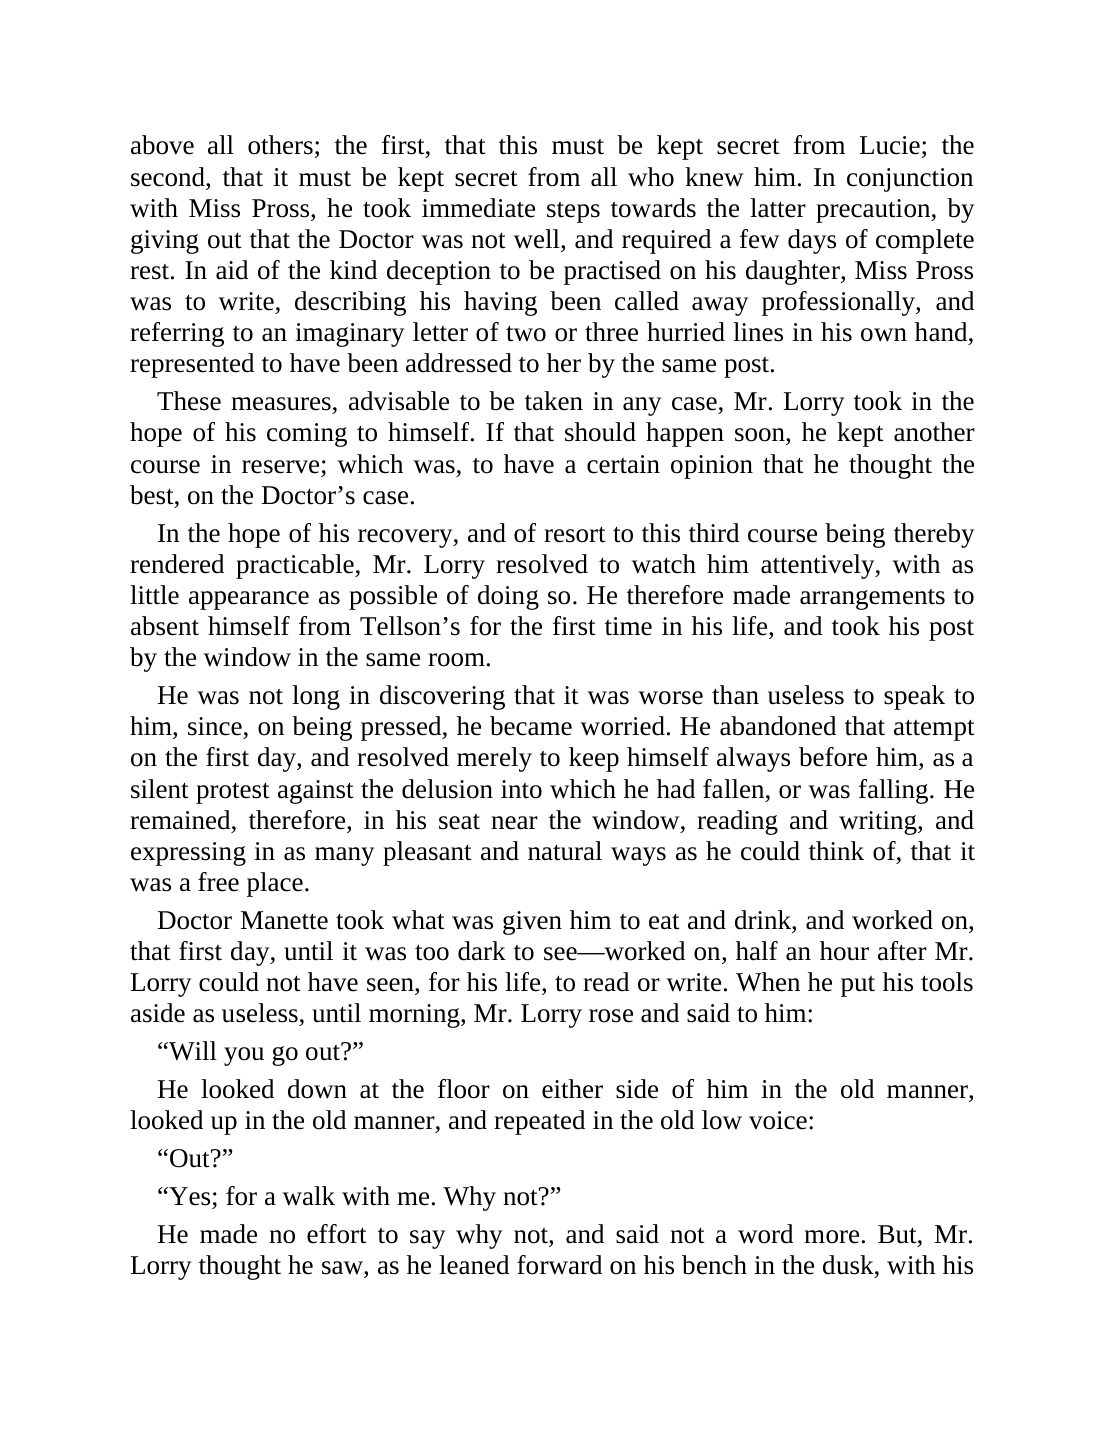 above all others; the first, that this must be kept secret from Lucie; the
second, that it must be kept secret from all who knew him. In conjunction
with Miss Pross, he took immediate steps towards the latter precaution, by
giving out that the Doctor was not well, and required a few days of complete
rest. In aid of the kind deception to be practised on his daughter, Miss Pross
was to write, describing his having been called away professionally, and
referring to an imaginary letter of two or three hurried lines in his own hand,
represented to have been addressed to her by the same post.
These measures, advisable to be taken in any case, Mr. Lorry took in the
hope of his coming to himself. If that should happen soon, he kept another
course in reserve; which was, to have a certain opinion that he thought the
best, on the Doctor’s case.
In the hope of his recovery, and of resort to this third course being thereby
rendered practicable, Mr. Lorry resolved to watch him attentively, with as
little appearance as possible of doing so. He therefore made arrangements to
absent himself from Tellson’s for the first time in his life, and took his post
by the window in the same room.
He was not long in discovering that it was worse than useless to speak to
him, since, on being pressed, he became worried. He abandoned that attempt
on the first day, and resolved merely to keep himself always before him, as a
silent protest against the delusion into which he had fallen, or was falling. He
remained, therefore, in his seat near the window, reading and writing, and
expressing in as many pleasant and natural ways as he could think of, that it
was a free place.
Doctor Manette took what was given him to eat and drink, and worked on,
that first day, until it was too dark to see—worked on, half an hour after Mr.
Lorry could not have seen, for his life, to read or write. When he put his tools
aside as useless, until morning, Mr. Lorry rose and said to him:
“Will you go out?”
He looked down at the floor on either side of him in the old manner,
looked up in the old manner, and repeated in the old low voice:
“Out?”
“Yes; for a walk with me. Why not?”
He made no effort to say why not, and said not a word more. But, Mr.
Lorry thought he saw, as he leaned forward on his bench in the dusk, with his